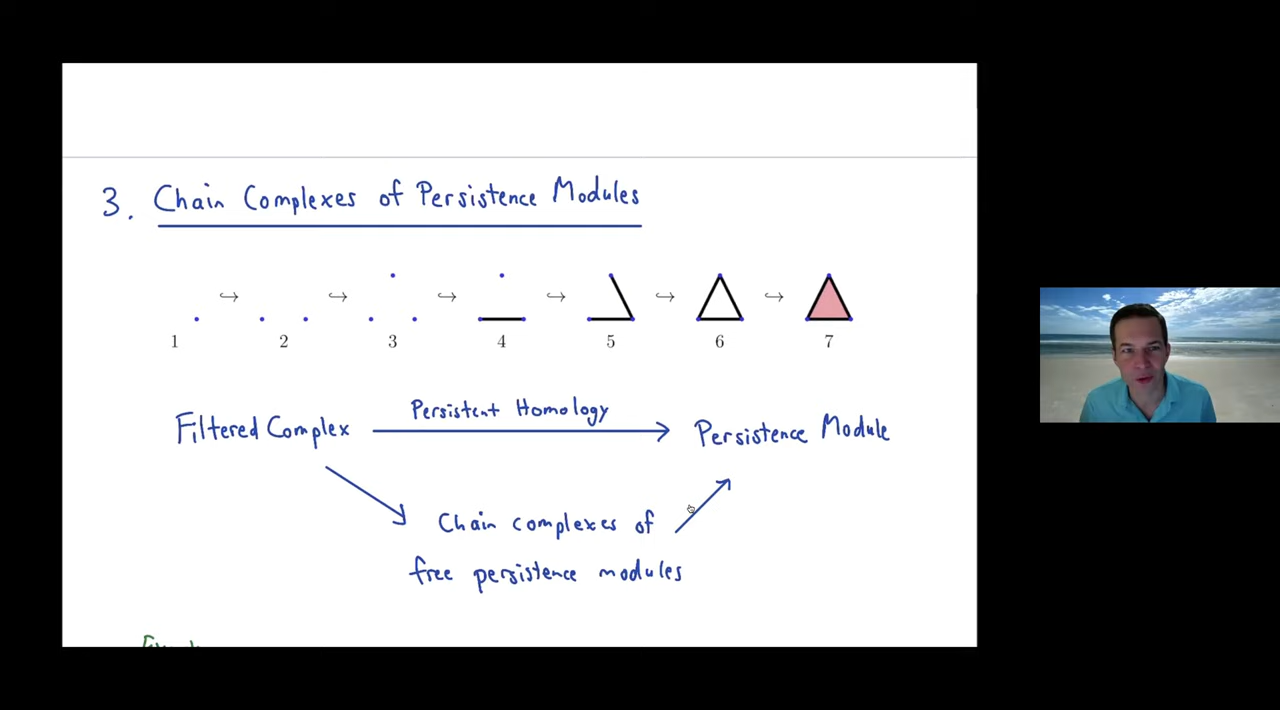 3. Chain Complexes of Persistence Modules
↪ ↪ ↪ ↪ ↪ ↪
1 2 3 4 5 6 7
Persistent Homology
Filtered Complex Persistence Module
Chain complexes of
free persistence modules